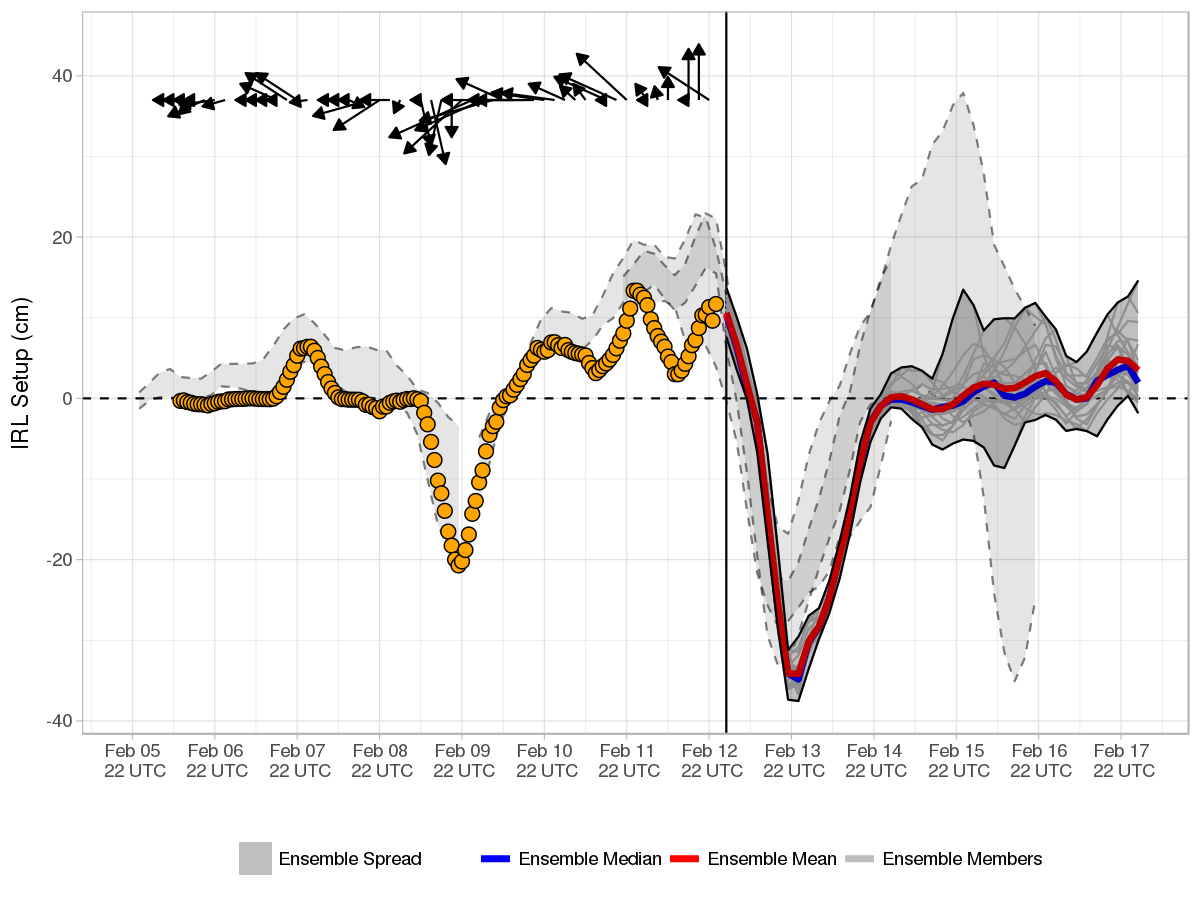 IRL Setup (cm)
40
20
0
-20
-40
Feb 05 Feb 06 Feb 07 Feb 08 Feb 09 Feb 10 Feb 11 Feb 12 Feb 13 Feb 14 Feb 15 Feb 16 Feb 17
22 UTC 22 UTC 22 UTC 22 UTC 22 UTC 22 UTC 22 UTC 22 UTC 22 UTC 22 UTC 22 UTC 22 UTC 22 UTC
Ensemble Spread Ensemble Median Ensemble Mean Ensemble Members